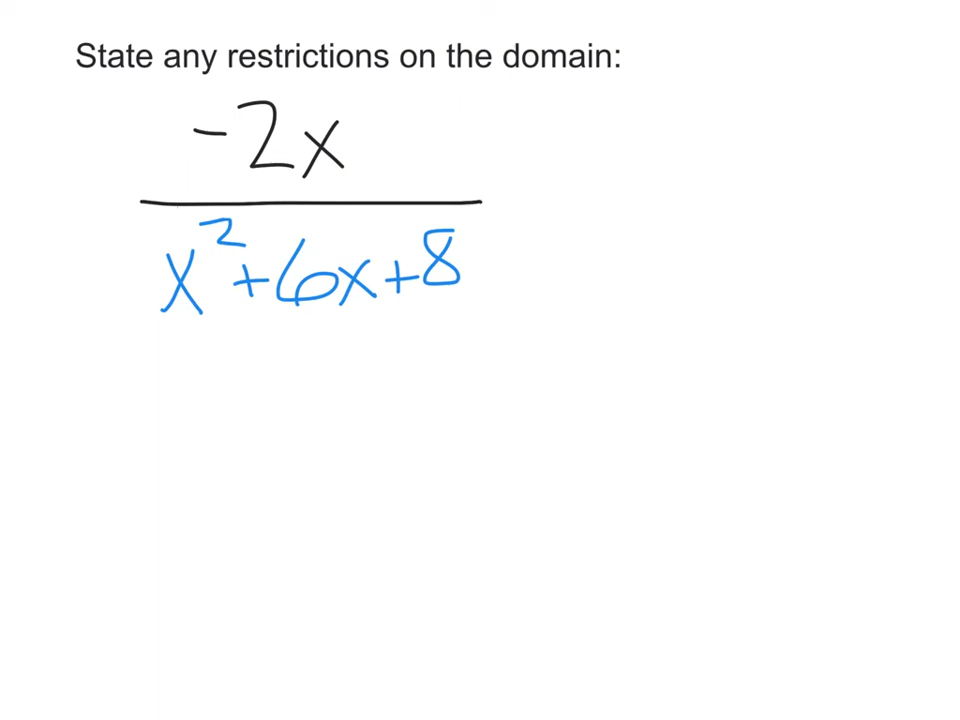 State any restrictions on the domain:
-2x
x²+6x+8